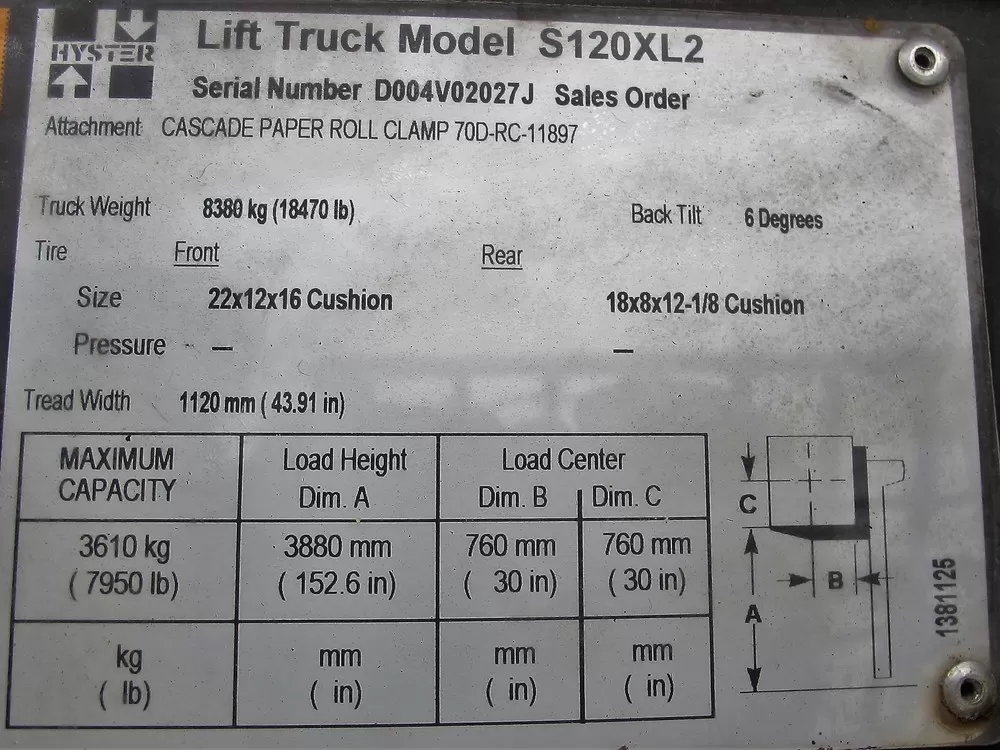 HYSTER
Lift Truck Model S120XL2
Serial Number D004V02027J Sales Order
Attachment CASCADE PAPER ROLL CLAMP 70D-RC-11897
Truck Weight 8380 kg (18470 lb) Back Tilt 6 Degrees
Tire Front Rear
Size 22x12x16 Cushion 18x8x12-1/8 Cushion
Pressure — —
Tread Width 1120 mm ( 43.91 in)
MAXIMUM CAPACITY Load Height Dim. A Load Center Dim. B Dim. C
3610 kg 3880 mm 760 mm 760 mm
( 7950 lb) ( 152.6 in) ( 30 in) ( 30 in)
kg mm mm mm
( lb) ( in) ( in) ( in)
C
B
A
1381125